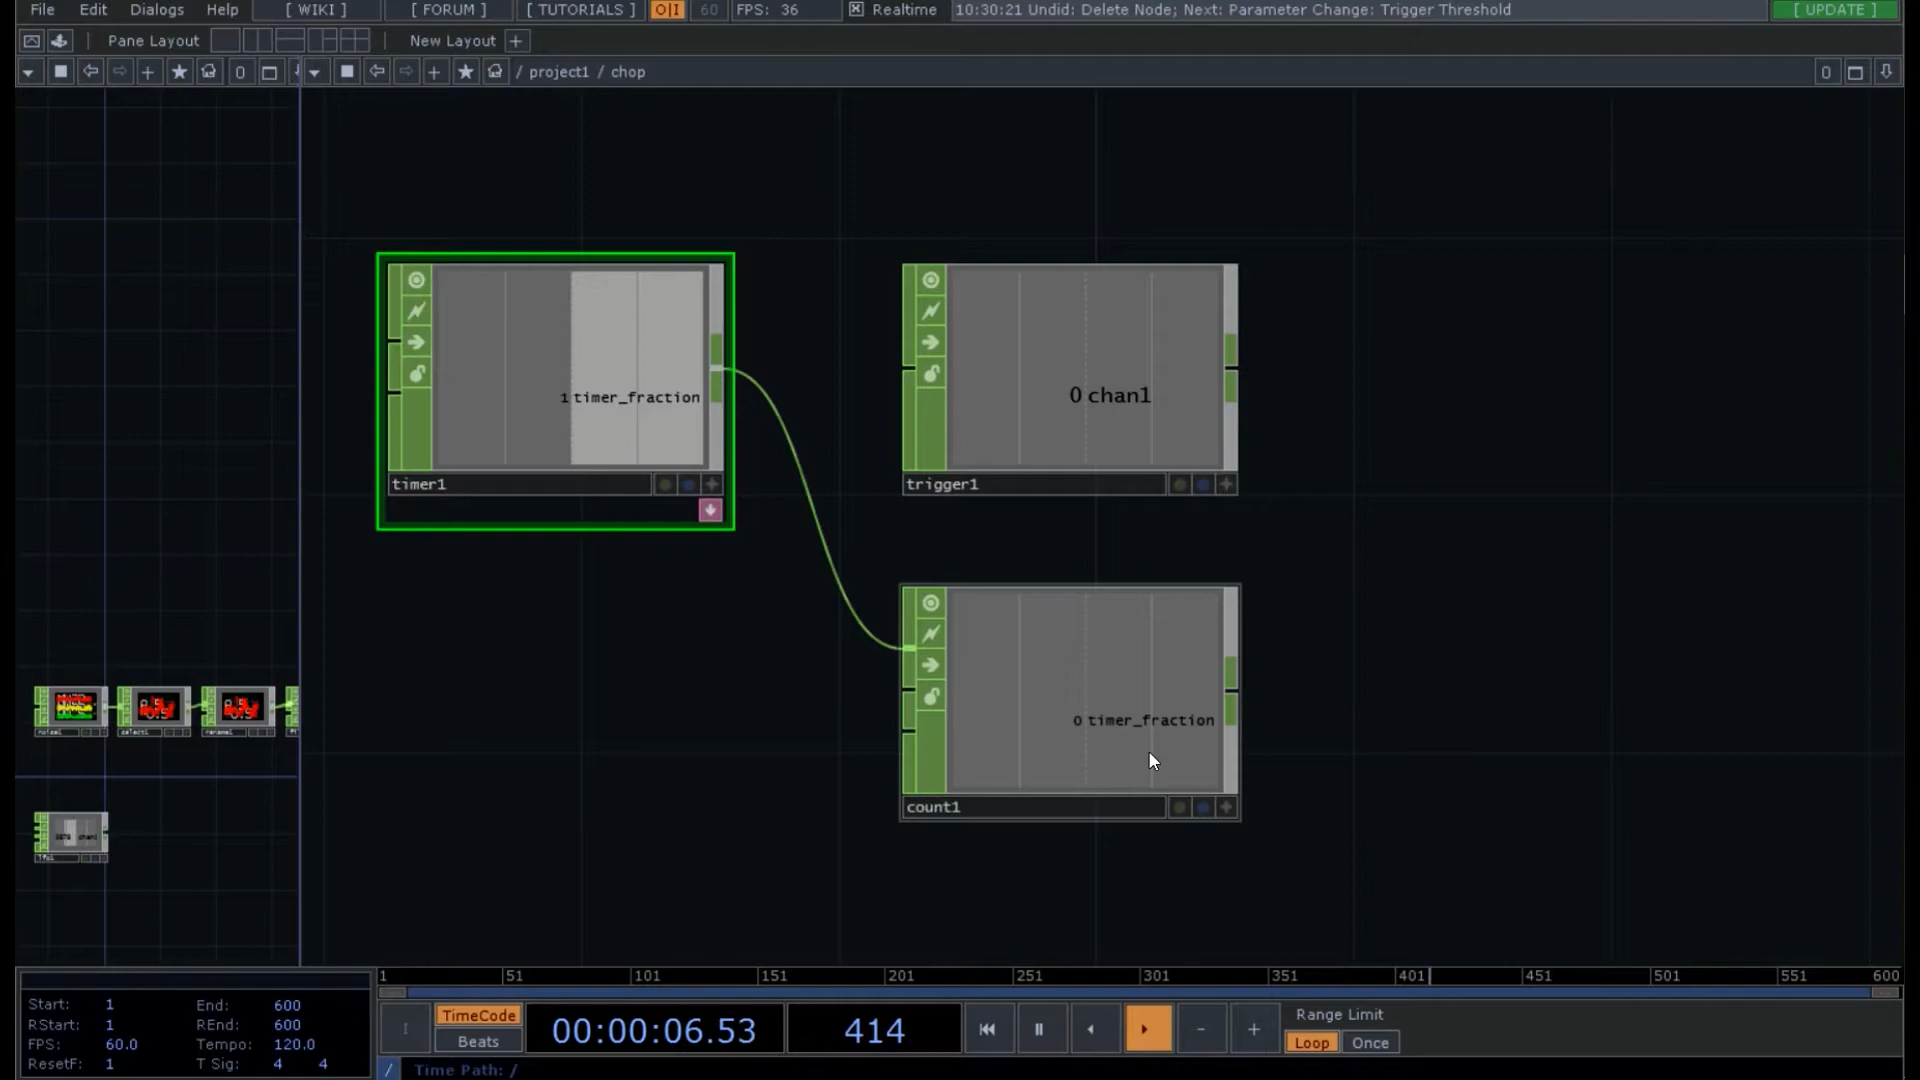 File Edit Dialogs Help [ WIKI ] [ FORUM ] [ TUTORIALS ] O|I 60 FPS: 36 Realtime 10:30:21 Undid: Delete Node; Next: Parameter Change: Trigger Threshold [ UPDATE ]
Pane Layout New Layout +
0 / project1 / chop 0
1 timer_fraction
timer1
0 chan1
trigger1
0 timer_fraction
count1
1 51 101 151 201 251 301 351 401 451 501 551 600
Start: 1 End: 600
RStart: 1 REnd: 600
FPS: 60.0 Tempo: 120.0
ResetF: 1 T Sig: 4 4
TimeCode
Beats
00:00:06.53
414
- +
Range Limit
Loop Once
/ Time Path: /